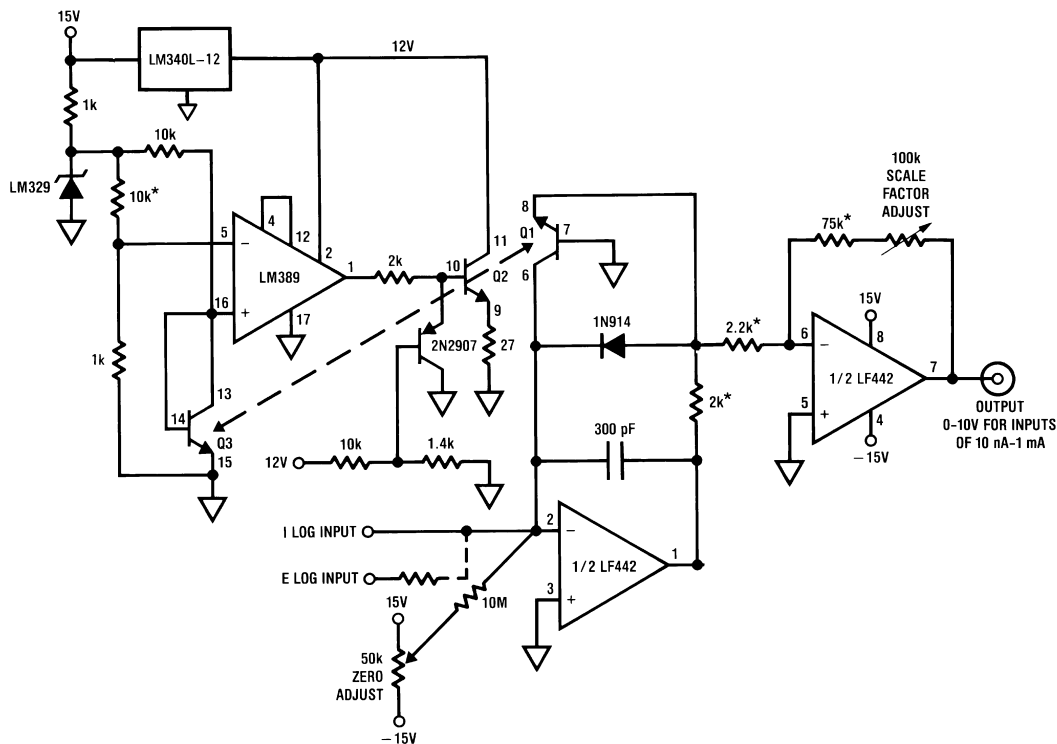 15V
LM340L-12
12V
1k
10k
LM329
10k*
5
−
4
12
2
LM389
1
2k
10
11
Q2
9
27
16
+
17
2N2907
1k
13
14
Q3
15
12V
10k
1.4k
8
Q1
7
6
1N914
2.2k*
2k*
300 pF
100k
SCALE
FACTOR
ADJUST
75k*
15V
6
−
8
1/2 LF442
7
5
+
4
−15V
OUTPUT
0-10V FOR INPUTS
OF 10 nA-1 mA
I LOG INPUT
E LOG INPUT
2
−
1/2 LF442
1
3
+
10M
15V
50k
ZERO
ADJUST
−15V